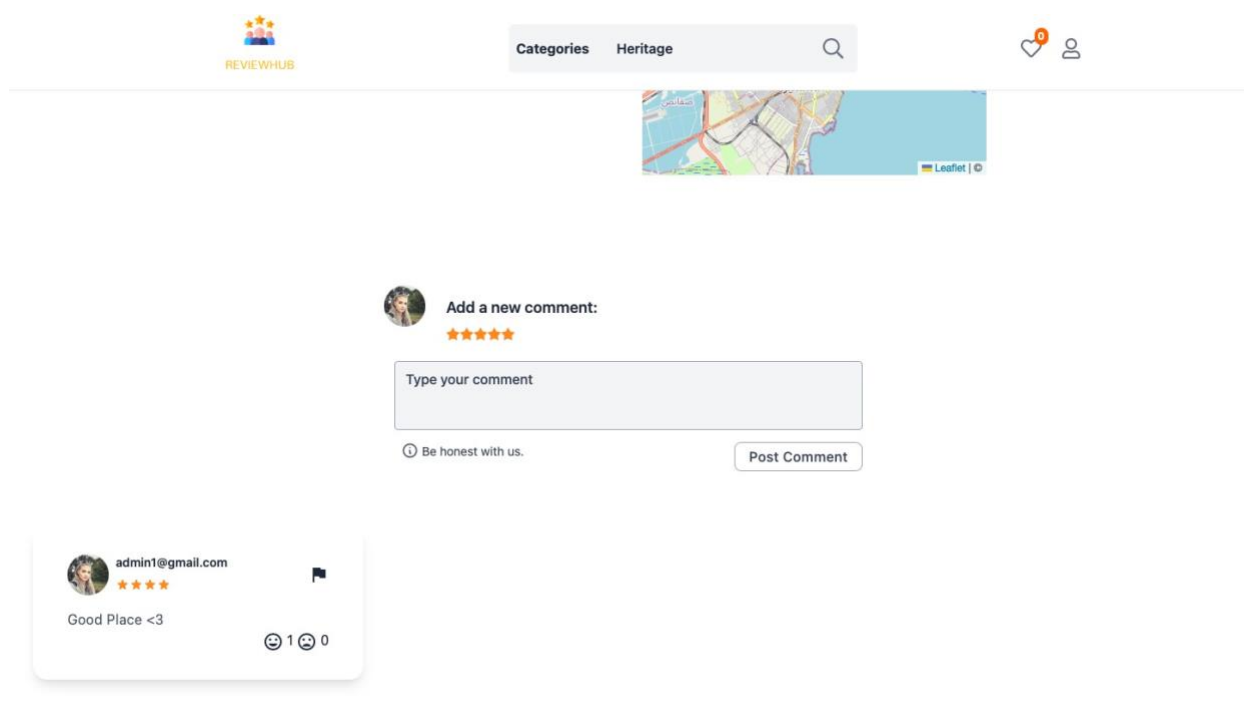 REVIEWHUB
Categories Heritage
0
صفاقس
Leaflet | ©
Add a new comment:
Type your comment
Be honest with us.
Post Comment
admin1@gmail.com
Good Place <3
1 0